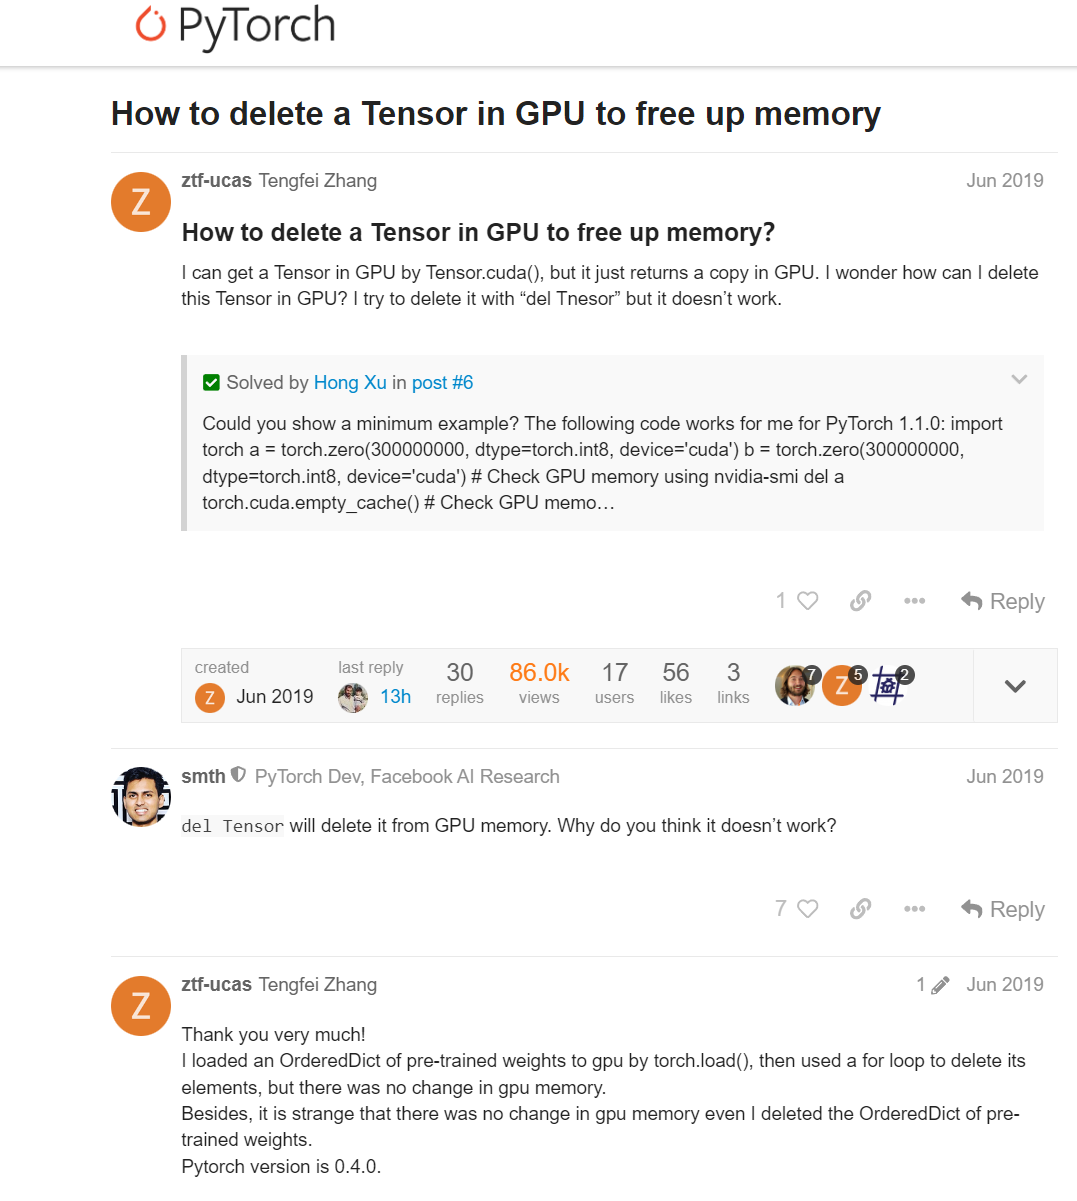 PyTorch
How to delete a Tensor in GPU to free up memory
ztf-ucas Tengfei Zhang Jun 2019
Z
How to delete a Tensor in GPU to free up memory?
I can get a Tensor in GPU by Tensor.cuda(), but it just returns a copy in GPU. I wonder how can I delete
this Tensor in GPU? I try to delete it with “del Tnesor” but it doesn’t work.
Solved by Hong Xu in post #6
Could you show a minimum example? The following code works for me for PyTorch 1.1.0: import
torch a = torch.zero(300000000, dtype=torch.int8, device='cuda') b = torch.zero(300000000,
dtype=torch.int8, device='cuda') # Check GPU memory using nvidia-smi del a
torch.cuda.empty_cache() # Check GPU memo…
1 Reply
created last reply 30 86.0k 17 56 3 7 Z 5 2
Z Jun 2019 13h replies views users likes links
smth PyTorch Dev, Facebook AI Research Jun 2019
del Tensor will delete it from GPU memory. Why do you think it doesn’t work?
7 Reply
ztf-ucas Tengfei Zhang 1 Jun 2019
Z
Thank you very much!
I loaded an OrderedDict of pre-trained weights to gpu by torch.load(), then used a for loop to delete its
elements, but there was no change in gpu memory.
Besides, it is strange that there was no change in gpu memory even I deleted the OrderedDict of pre-
trained weights.
Pytorch version is 0.4.0.